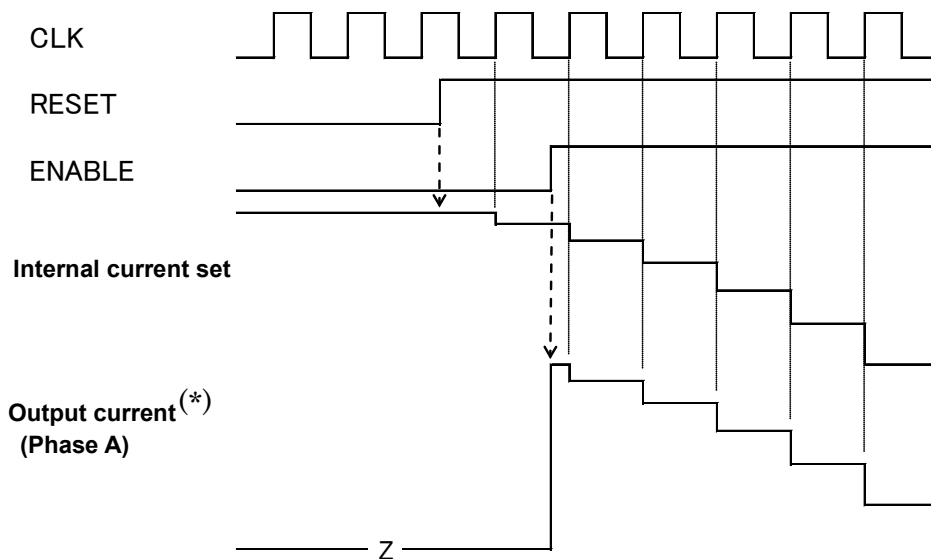 CLK
RESET
ENABLE
Internal current set
Output current(*)
(Phase A)
Z